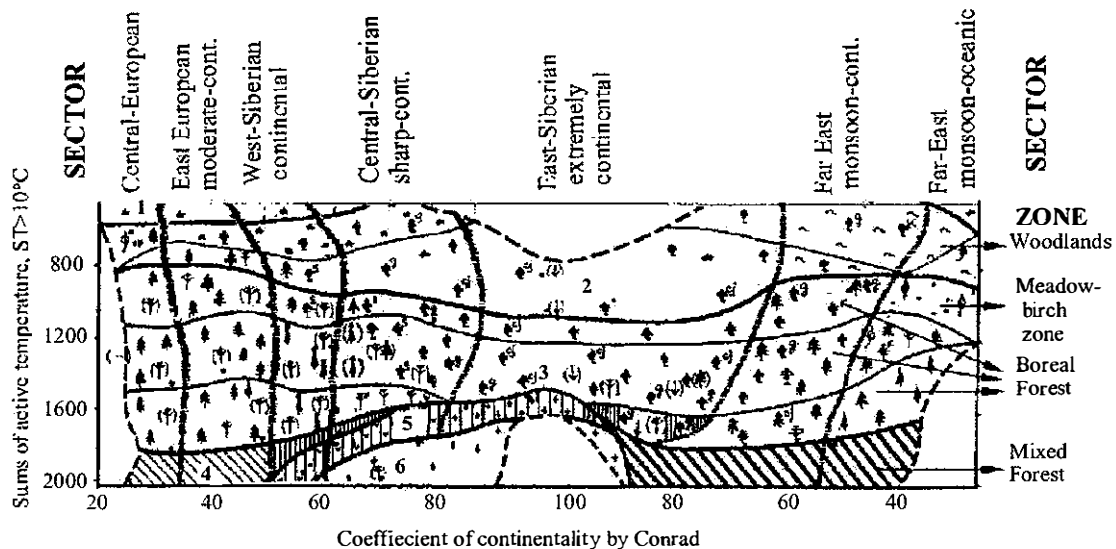 SECTOR
Central-European
East European
moderate-cont.
West-Siberian
continental
Central-Siberian
sharp-cont.
East-Siberian
extremely
continental
Far East
monsoon-cont.
Far-East
monsoon-oceanic
SECTOR
ZONE
Woodlands
Meadow-
birch
zone
Boreal
Forest
Mixed
Forest
Sums of active temperature, ST>10°C
800
1200
1600
2000
1
2
3
4
5
6
20 40 60 80 100 80 60 40
Coeffiecient of continentality by Conrad